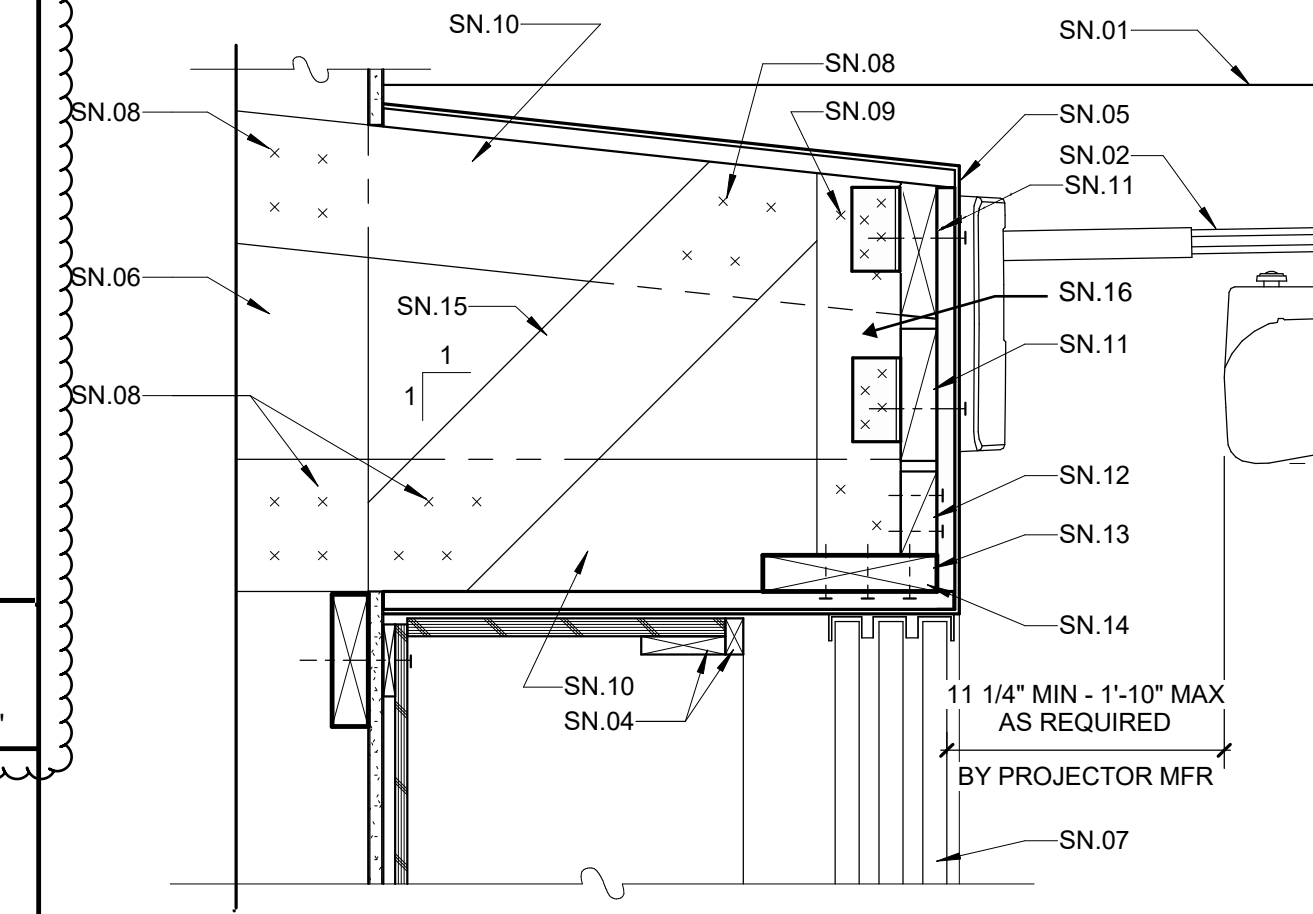 SN.10
SN.01
SN.08
SN.08
SN.09
SN.05
SN.02
SN.11
SN.06
SN.16
SN.15
1
1
SN.11
SN.08
SN.12
SN.13
SN.14
SN.10
SN.04
11 1/4" MIN - 1'-10" MAX
AS REQUIRED
BY PROJECTOR MFR
SN.07
"